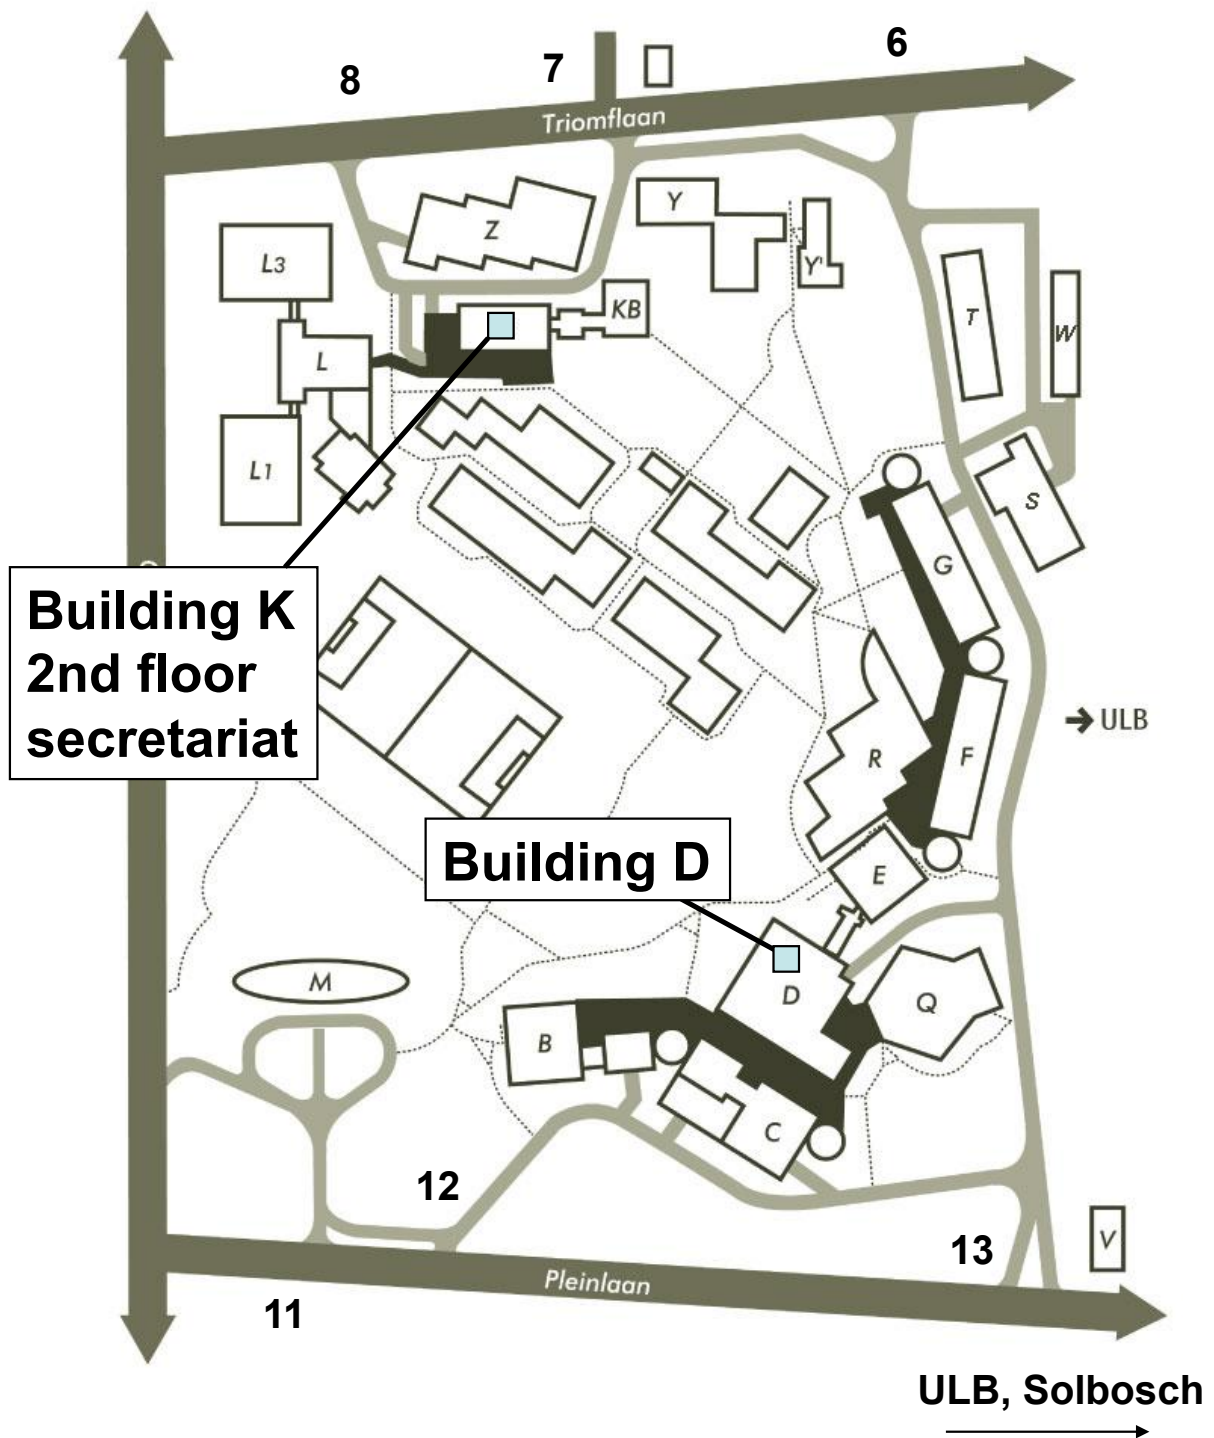 6
7
8
Triomflaan
Y
Z
Y'
L3
KB
T
W
L
L1
S
G
Building K
2nd floor
secretariat
ULB
R
F
Building D
E
M
D
Q
B
C
12
V
13
Pleinlaan
11
ULB, Solbosch